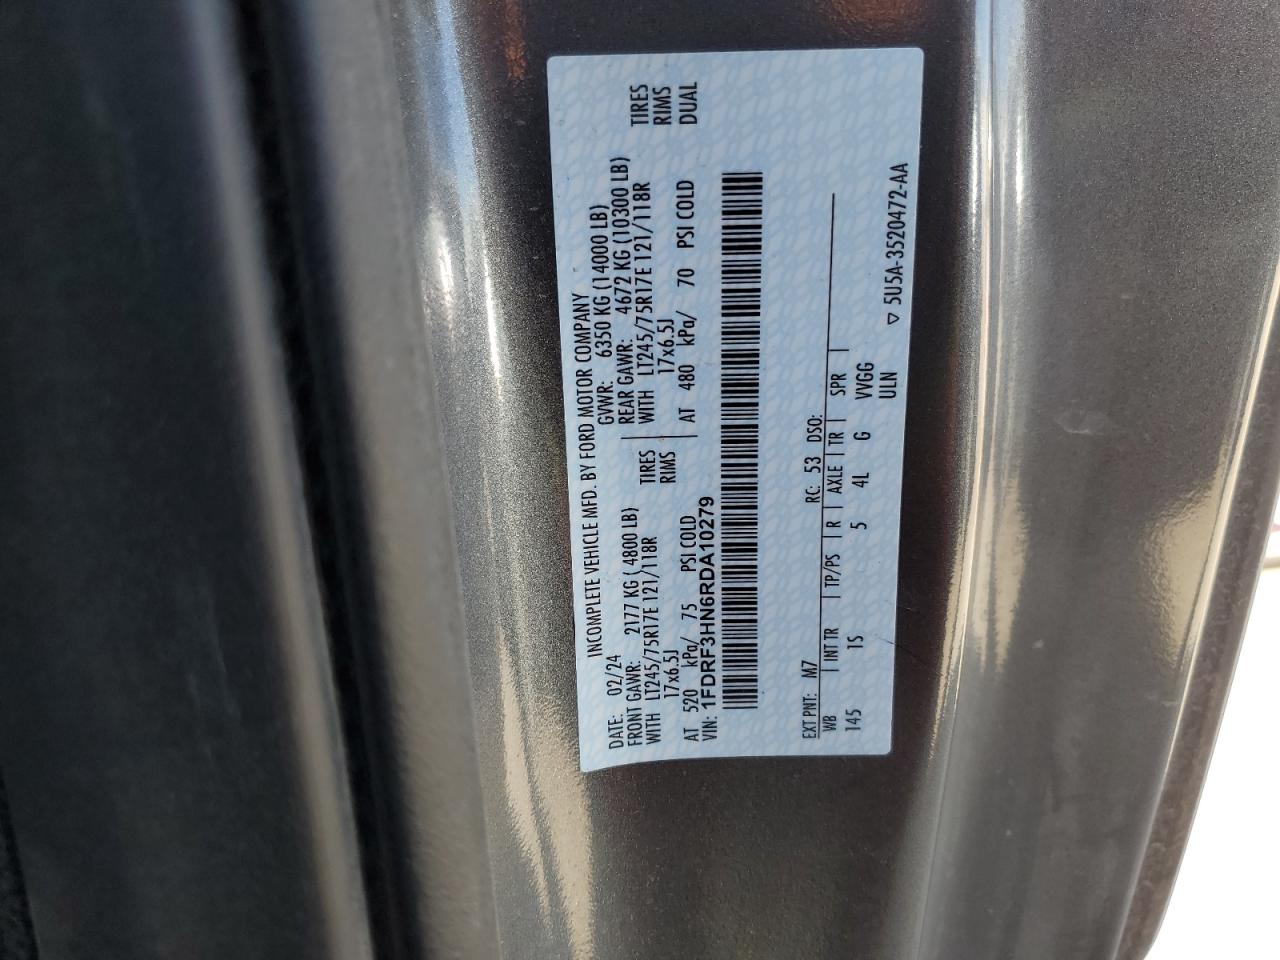 INCOMPLETE VEHICLE MFD. BY FORD MOTOR COMPANY
DATE: 02/24 GVWR: 6350 KG (14000 LB)
FRONT GAWR: 2177 KG ( 4800 LB) REAR GAWR: 4672 KG (10300 LB)
WITH LT245/75R17E 121/118R TIRES WITH LT245/75R17E 121/118R TIRES
17x6.5J RIMS 17x6.5J RIMS
AT 520 kPa/ 75 PSI COLD AT 480 kPa/ 70 PSI COLD DUAL
VIN: 1FDRF3HN6RDA10279
EXT PNT: M7 RC: 53 DSO:
WB INT TR TP/PS R AXLE TR SPR
145 1S 5 4L G VVGG
ULN ▽ 5U5A-3520472-AA